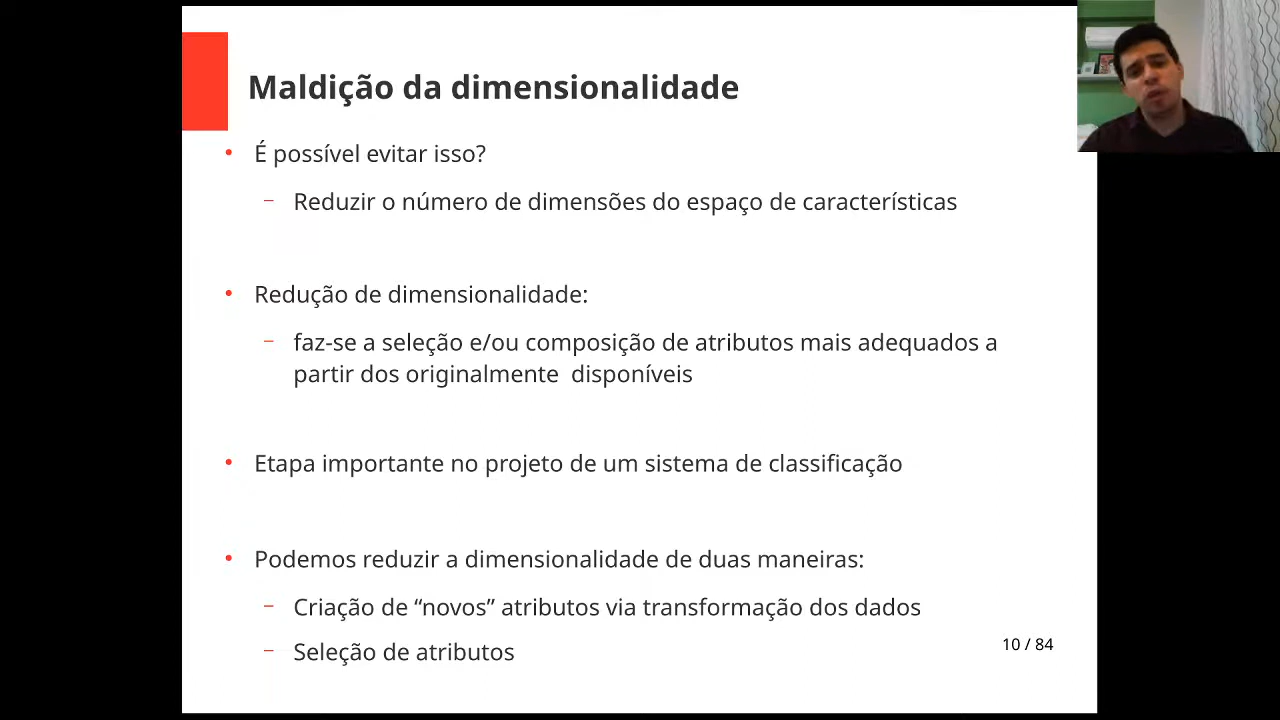 Maldição da dimensionalidade
• É possível evitar isso?
– Reduzir o número de dimensões do espaço de características
• Redução de dimensionalidade:
– faz-se a seleção e/ou composição de atributos mais adequados a
partir dos originalmente disponíveis
• Etapa importante no projeto de um sistema de classificação
• Podemos reduzir a dimensionalidade de duas maneiras:
– Criação de “novos” atributos via transformação dos dados
– Seleção de atributos
10 / 84